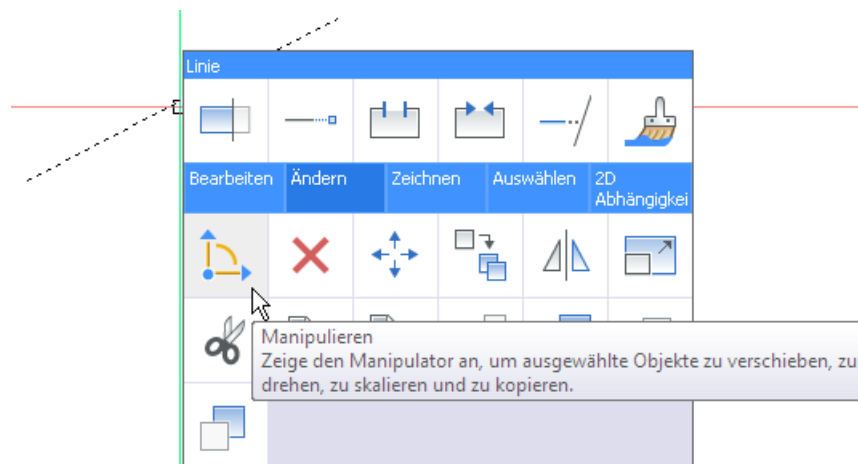 Linie
Bearbeiten Ändern Zeichnen Auswählen 2D
Abhängigkei
Manipulieren
Zeige den Manipulator an, um ausgewählte Objekte zu verschieben, zu
drehen, zu skalieren und zu kopieren.